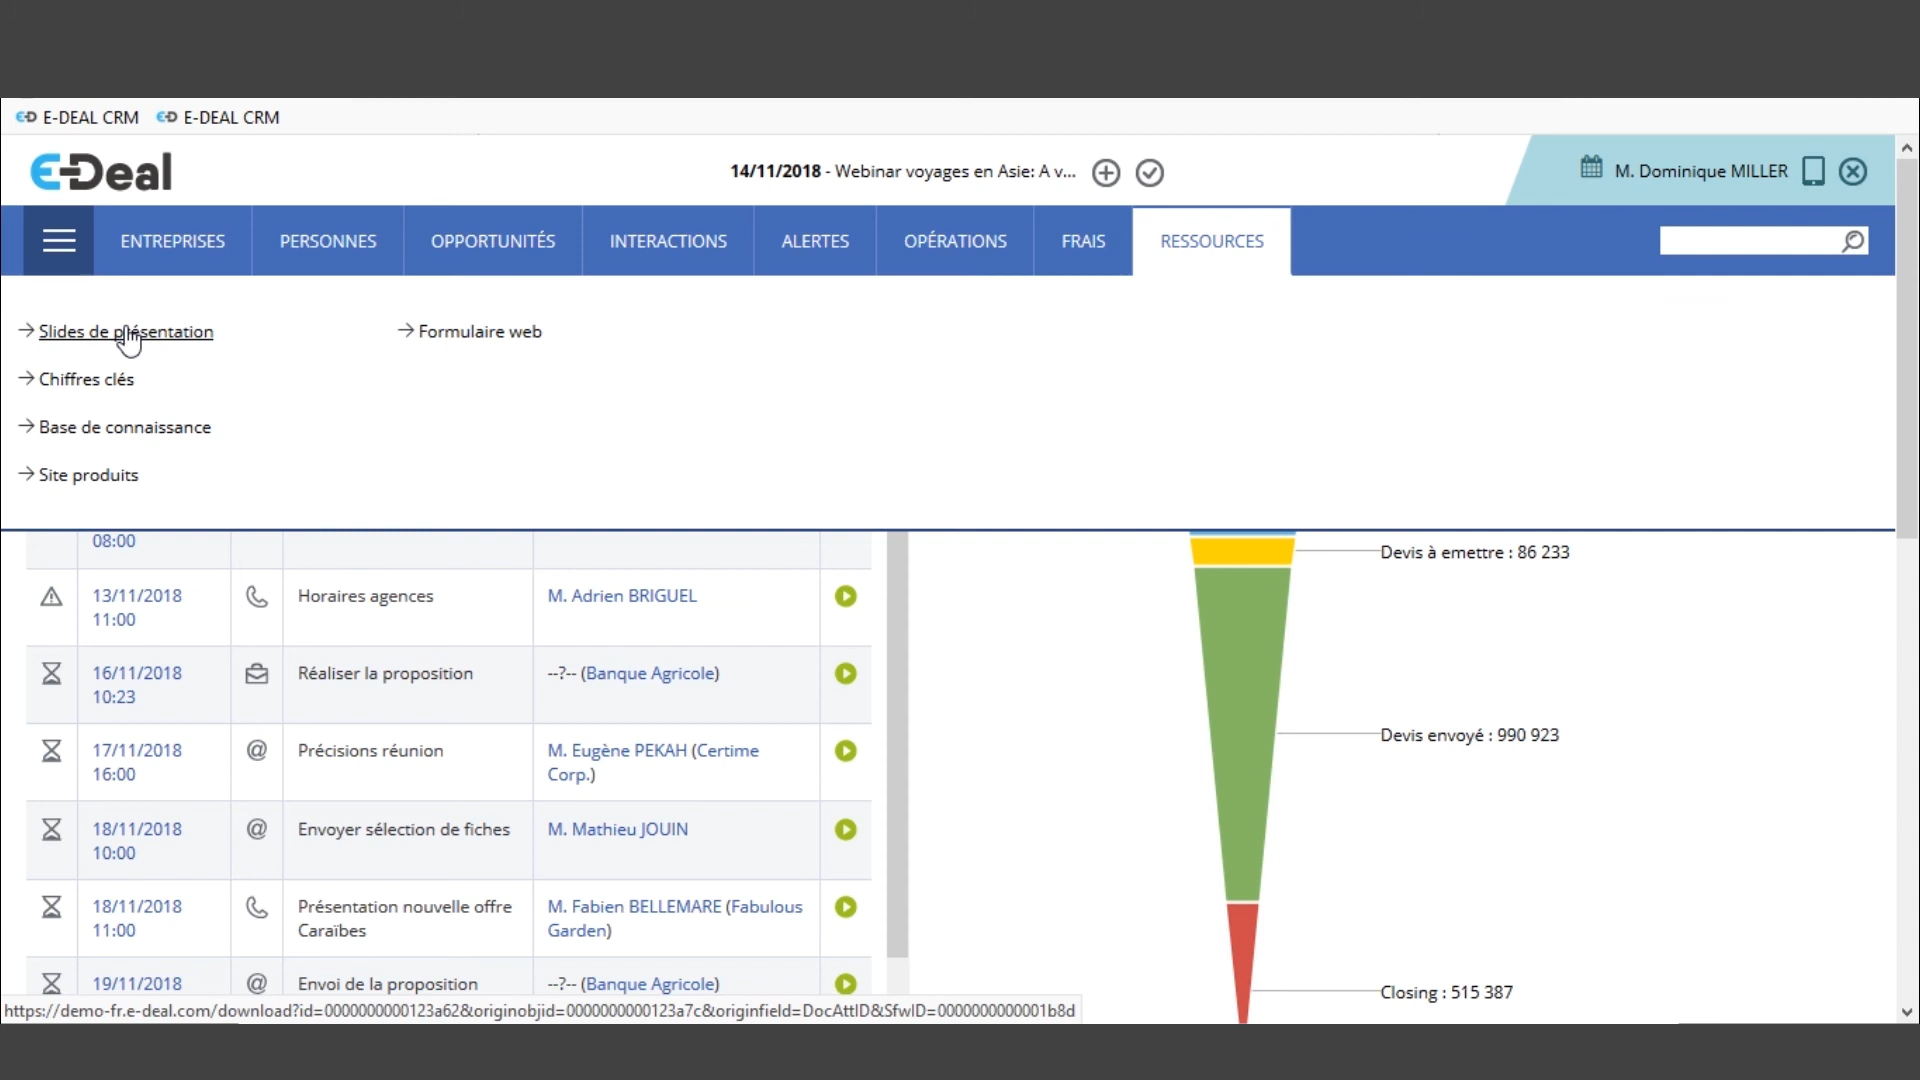 E-DEAL CRM E-DEAL CRM
E-Deal
14/11/2018 - Webinar voyages en Asie: A v...
M. Dominique MILLER
ENTREPRISES PERSONNES OPPORTUNITÉS INTERACTIONS ALERTES OPÉRATIONS FRAIS RESSOURCES
Slides de présentation
Formulaire web
Chiffres clés
Base de connaissance
Site produits
08:00
13/11/2018
11:00
Horaires agences
M. Adrien BRIGUEL
16/11/2018
10:23
Réaliser la proposition
--?-- (Banque Agricole)
17/11/2018
16:00
@
Précisions réunion
M. Eugène PEKAH (Certime
Corp.)
18/11/2018
10:00
@
Envoyer sélection de fiches
M. Mathieu JOUIN
18/11/2018
11:00
Présentation nouvelle offre
Caraïbes
M. Fabien BELLEMARE (Fabulous
Garden)
19/11/2018
@
Envoi de la proposition
--?-- (Banque Agricole)
Devis à emettre : 86 233
Devis envoyé : 990 923
Closing : 515 387
https://demo-fr.e-deal.com/download?id=0000000000123a62&originobjid=0000000000123a7c&originfield=DocAttID&SfwID=0000000000001b8d